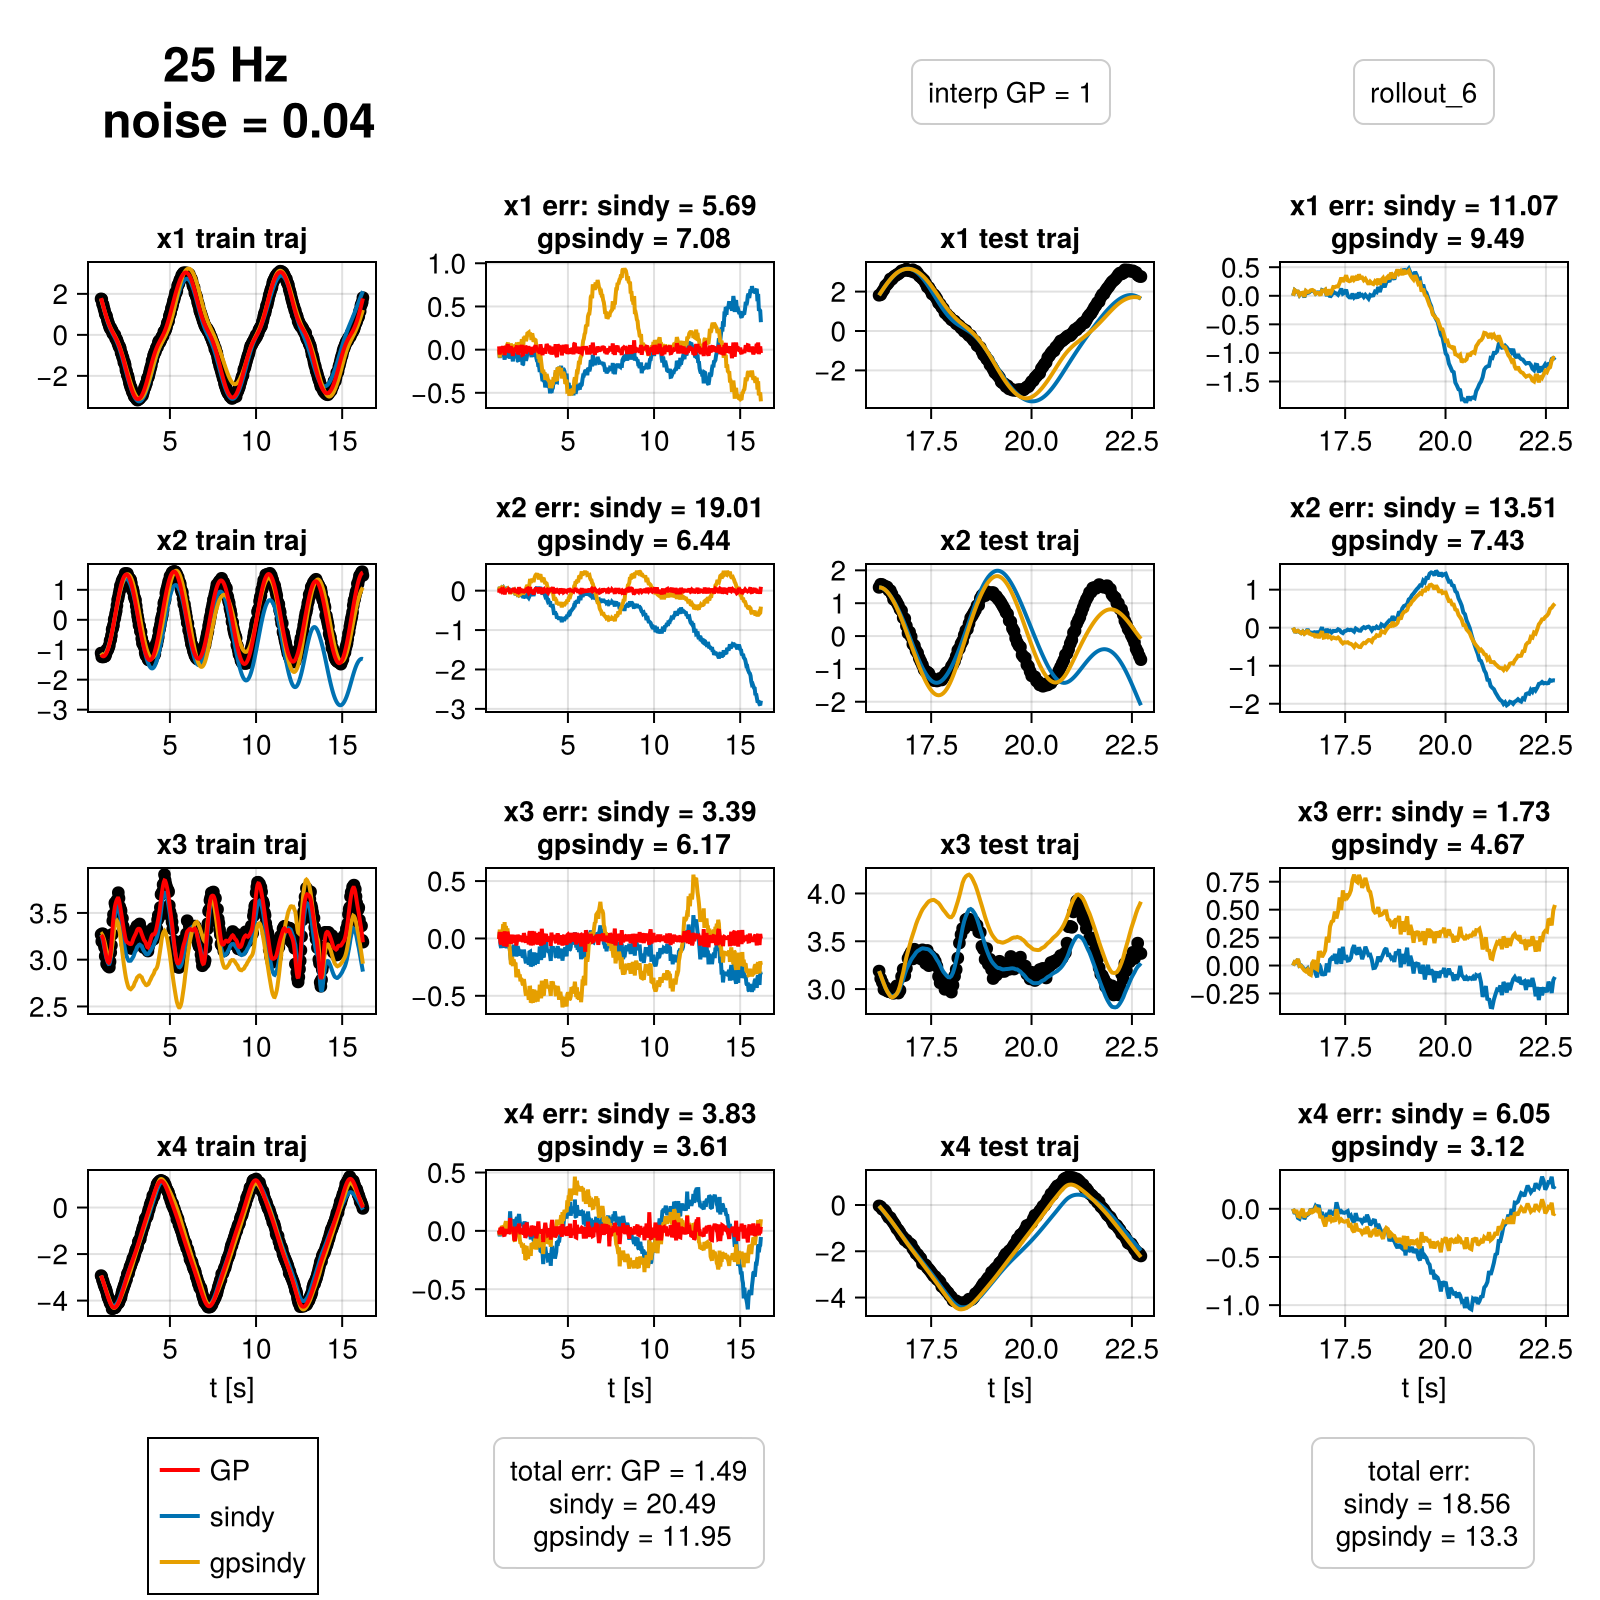 25 Hz
noise = 0.04
interp GP = 1
rollout_6
x1 train traj
2
0
−2
5
10
15
x1 err: sindy = 5.69
gpsindy = 7.08
1.0
0.5
0.0
−0.5
5
10
15
x1 test traj
2
0
−2
17.5
20.0
22.5
x1 err: sindy = 11.07
gpsindy = 9.49
0.5
0.0
−0.5
−1.0
−1.5
17.5
20.0
22.5
x2 train traj
1
0
−1
−2
−3
5
10
15
x2 err: sindy = 19.01
gpsindy = 6.44
0
−1
−2
−3
5
10
15
x2 test traj
2
1
0
−1
−2
17.5
20.0
22.5
x2 err: sindy = 13.51
gpsindy = 7.43
1
0
−1
−2
17.5
20.0
22.5
x3 train traj
3.5
3.0
2.5
5
10
15
x3 err: sindy = 3.39
gpsindy = 6.17
0.5
0.0
−0.5
5
10
15
x3 test traj
4.0
3.5
3.0
17.5
20.0
22.5
x3 err: sindy = 1.73
gpsindy = 4.67
0.75
0.50
0.25
0.00
−0.25
17.5
20.0
22.5
x4 train traj
0
−2
−4
5
10
15
t [s]
x4 err: sindy = 3.83
gpsindy = 3.61
0.5
0.0
−0.5
5
10
15
t [s]
x4 test traj
0
−2
−4
17.5
20.0
22.5
t [s]
x4 err: sindy = 6.05
gpsindy = 3.12
0.0
−0.5
−1.0
17.5
20.0
22.5
t [s]
GP
sindy
gpsindy
total err: GP = 1.49
sindy = 20.49
gpsindy = 11.95
total err:
sindy = 18.56
gpsindy = 13.3